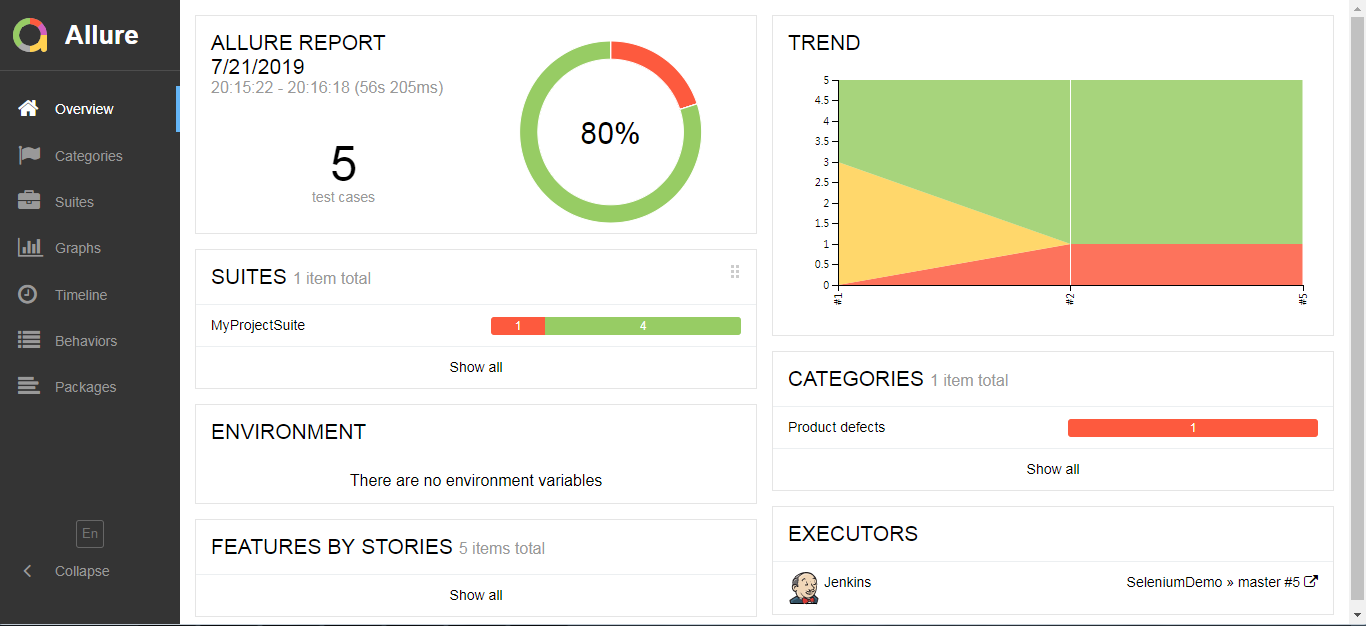 Allure
Overview
Categories
Suites
Graphs
Timeline
Behaviors
Packages
En
Collapse
ALLURE REPORT
7/21/2019
20:15:22 - 20:16:18 (56s 205ms)
5
test cases
80%
SUITES 1 item total
MyProjectSuite 1 4
Show all
ENVIRONMENT
There are no environment variables
FEATURES BY STORIES 5 items total
Show all
TREND
5
4.5
4
3.5
3
2.5
2
1.5
1
0.5
0
#1 #2 #5
CATEGORIES 1 item total
Product defects 1
Show all
EXECUTORS
Jenkins SeleniumDemo » master #5